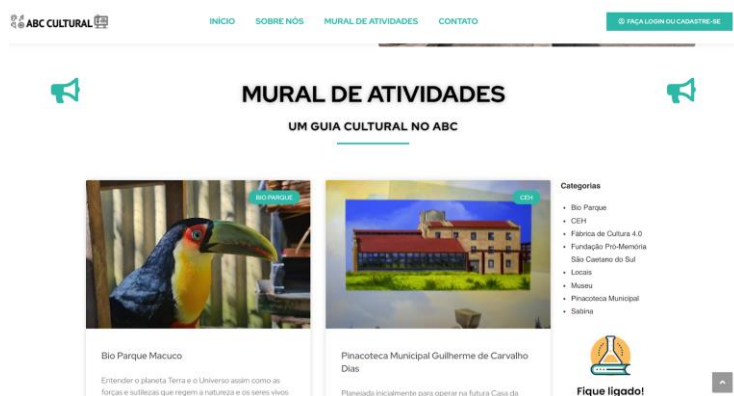 ABC CULTURAL
INÍCIO SOBRE NÓS MURAL DE ATIVIDADES CONTATO
FAÇA LOGIN OU CADASTRE-SE
MURAL DE ATIVIDADES
UM GUIA CULTURAL NO ABC
BIO PARQUE
Bio Parque Macuco
Entender o planeta Terra e o Universo assim como as
forças e sutilezas que regem a natureza e os seres vivos
CEH
Pinacoteca Municipal Guilherme de Carvalho
Dias
Planejada inicialmente para operar na futura Casa da
Categorias
Bio Parque
CEH
Fábrica de Cultura 4.0
Fundação Pró-Memória
São Caetano do Sul
Locais
Museu
Pinacoteca Municipal
Sabina
Fique ligado!